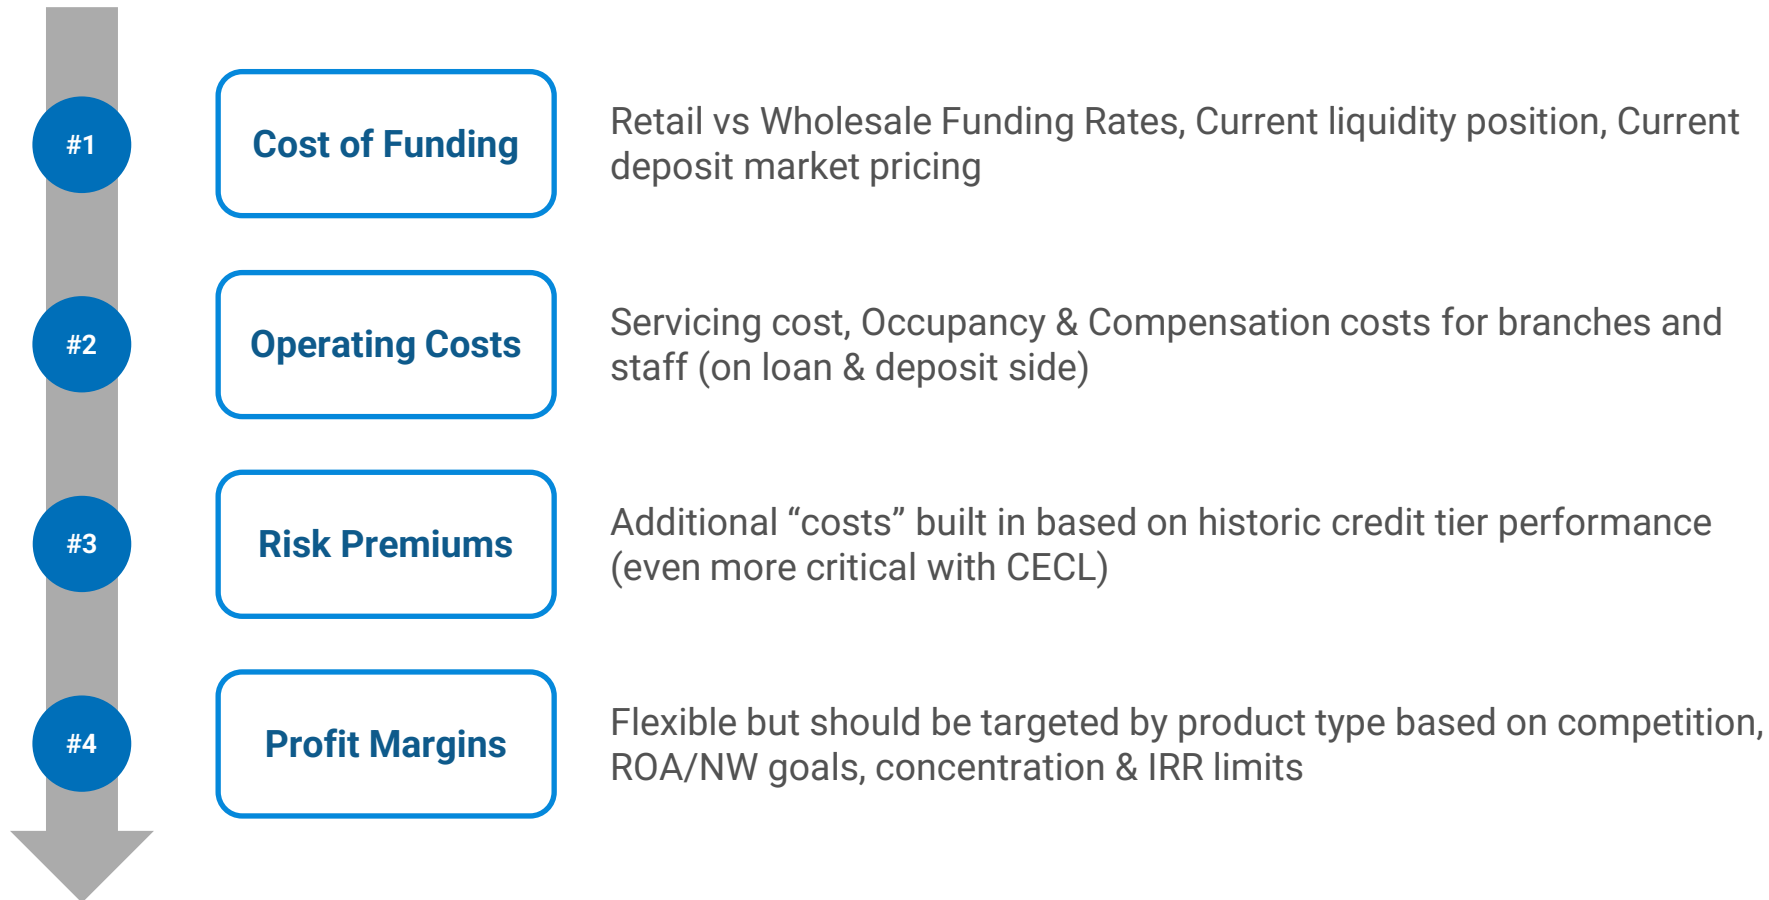 #1
Cost of Funding
Retail vs Wholesale Funding Rates, Current liquidity position, Current
deposit market pricing
#2
Operating Costs
Servicing cost, Occupancy & Compensation costs for branches and
staff (on loan & deposit side)
#3
Risk Premiums
Additional “costs” built in based on historic credit tier performance
(even more critical with CECL)
#4
Profit Margins
Flexible but should be targeted by product type based on competition,
ROA/NW goals, concentration & IRR limits